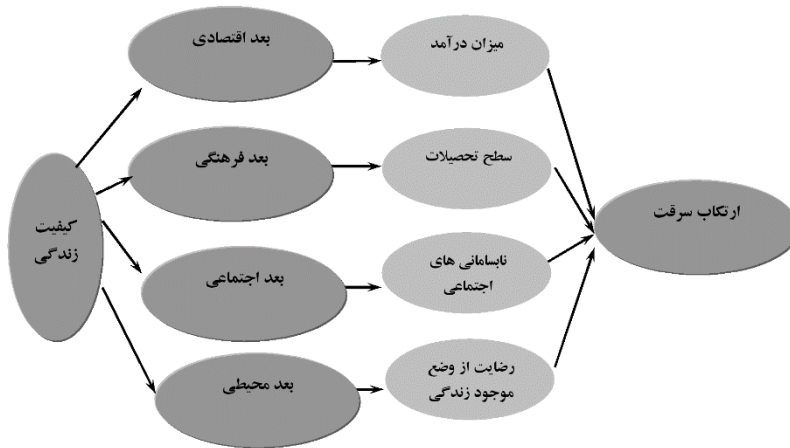 کیفیت
زندگی
بعد اقتصادی
میزان درآمد
بعد فرهنگی
سطح تحصیلات
بعد اجتماعی
نابسامانی های
اجتماعی
بعد محیطی
رضایت از وضع
موجود زندگی
ارتکاب سرقت